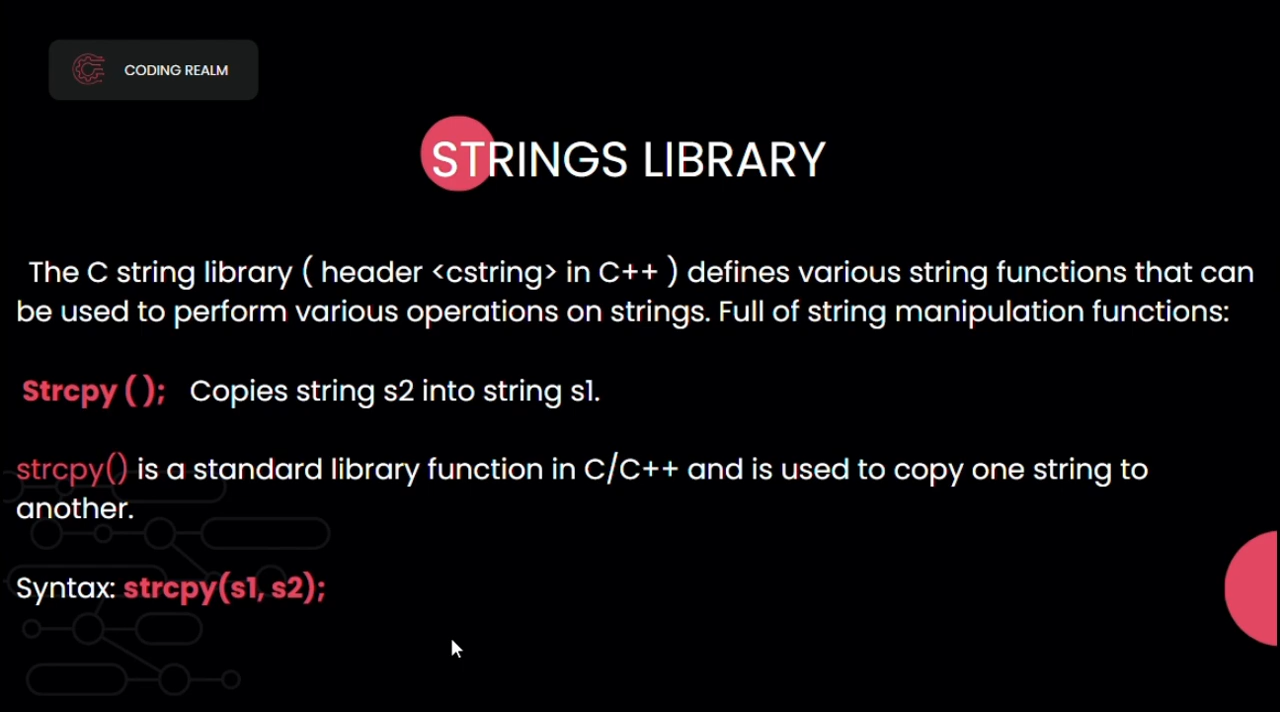 CODING REALM
STRINGS LIBRARY
The C string library ( header <cstring> in C++ ) defines various string functions that can
be used to perform various operations on strings. Full of string manipulation functions:
Strcpy ( ); Copies string s2 into string s1.
strcpy() is a standard library function in C/C++ and is used to copy one string to
another.
Syntax: strcpy(s1, s2);